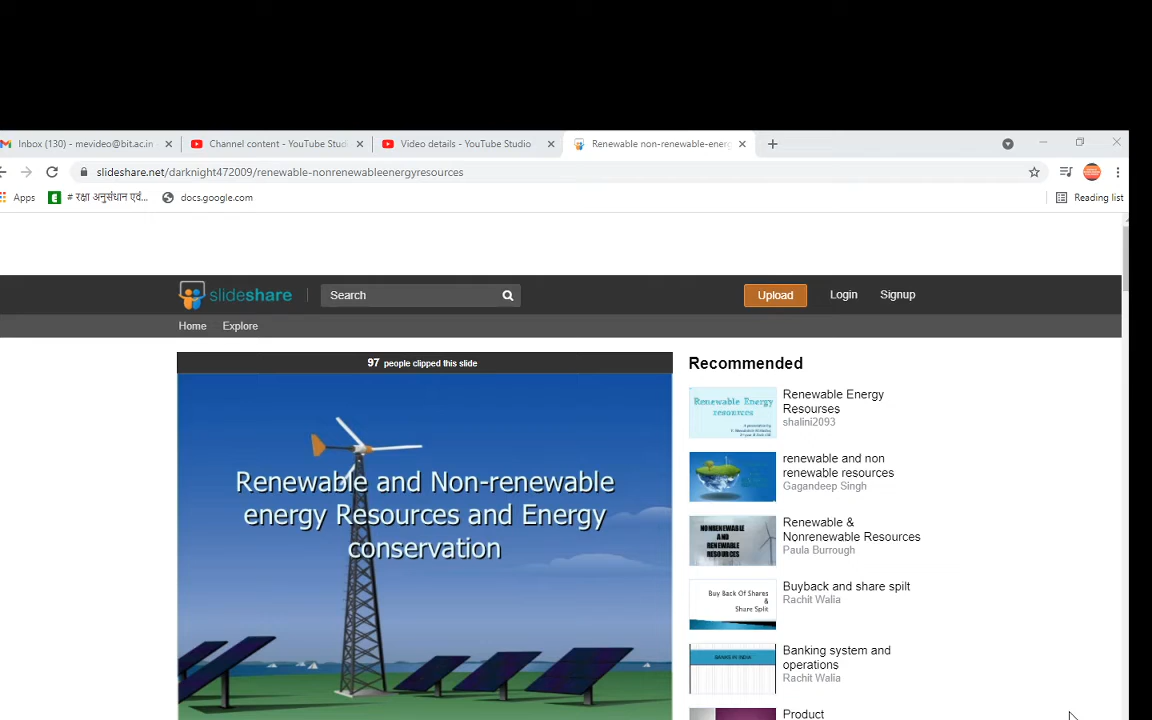 Inbox (130) - mevideo@bit.ac.in
Channel content - YouTube Stud
Video details - YouTube Studio
Renewable non-renewable-energ
slideshare.net/darknight472009/renewable-nonrenewableenergyresources
Apps
E
# रक्षा अनुसंधान एवं...
docs.google.com
Reading list
slideshare
Search
Upload
Login
Signup
Home
Explore
97 people clipped this slide
Renewable and Non-renewable
energy Resources and Energy
conservation
Recommended
Renewable Energy
resources
Renewable Energy
Resourses
shalini2093
renewable and non
renewable resources
Gagandeep Singh
NONRENEWABLE
AND
RENEWABLE
RESOURCES
Renewable &
Nonrenewable Resources
Paula Burrough
Buy Back Of Shares
&
Share Split
Buyback and share spilt
Rachit Walia
BANKS IN INDIA
Banking system and
operations
Rachit Walia
Product